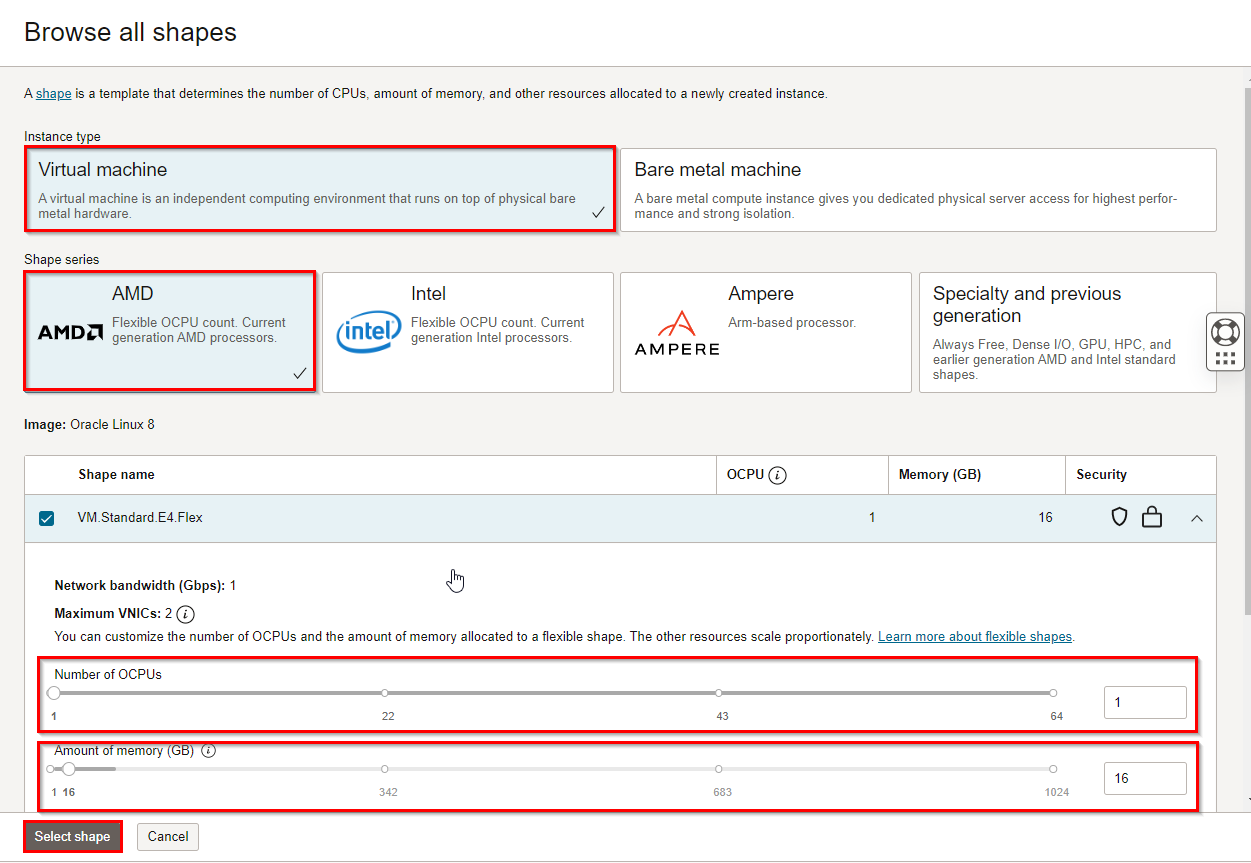 Browse all shapes
A shape is a template that determines the number of CPUs, amount of memory, and other resources allocated to a newly created instance.
Instance type
Virtual machine
A virtual machine is an independent computing environment that runs on top of physical bare
metal hardware.
Bare metal machine
A bare metal compute instance gives you dedicated physical server access for highest perfor-
mance and strong isolation.
Shape series
AMD
AMD
Flexible OCPU count. Current
generation AMD processors.
Intel
intel
Flexible OCPU count. Current
generation Intel processors.
Ampere
AMPERE
Arm-based processor.
Specialty and previous
generation
Always Free, Dense I/O, GPU, HPC, and
earlier generation AMD and Intel standard
shapes.
Image: Oracle Linux 8
Shape name OCPU i Memory (GB) Security
VM.Standard.E4.Flex 1 16
Network bandwidth (Gbps): 1
Maximum VNICs: 2 i
You can customize the number of OCPUs and the amount of memory allocated to a flexible shape. The other resources scale proportionately. Learn more about flexible shapes.
Number of OCPUs
1
1 22 43 64
Amount of memory (GB) i
16
1 16 342 683 1024
Select shape Cancel